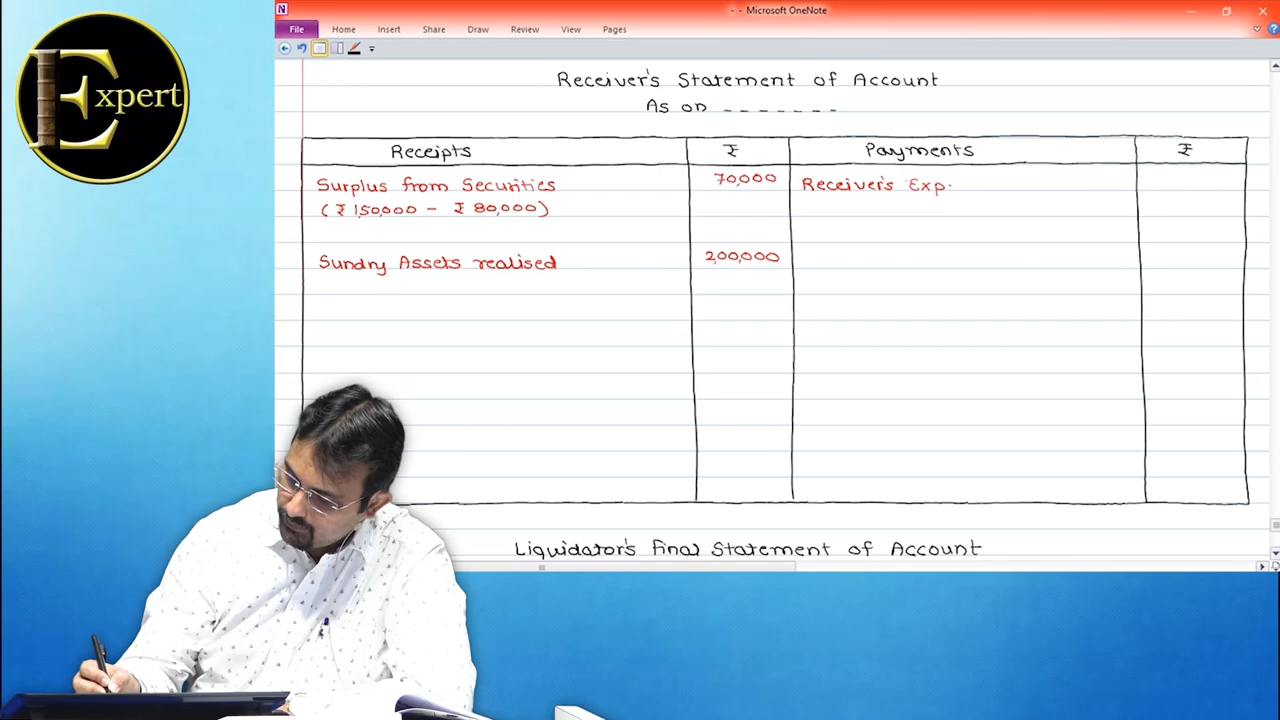 Expert
- - Microsoft OneNote
File Home Insert Share Draw Review View Pages
Receiver's Statement of Account
As on - - - - - - -
Receipts ₹ Payments ₹
Surplus from Securities 70,000 Receiver's Exp.
(₹1,50,000 - ₹ 80,000)
Sundry Assets realised 2,00,000
Liquidator's Final Statement of Account